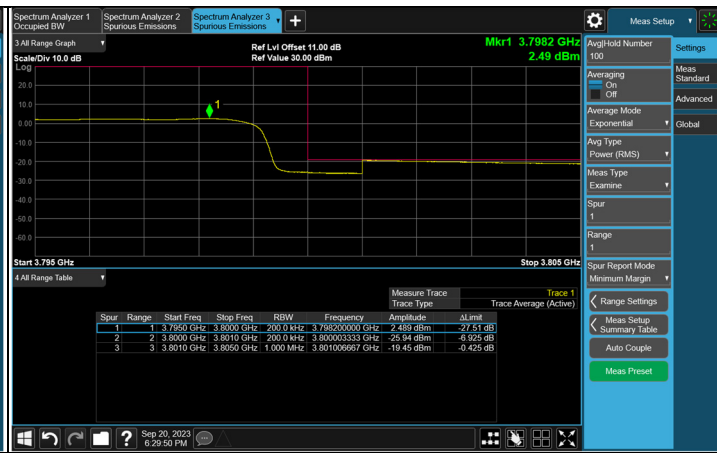 Spectrum Analyzer 1
Occupied BW
Spectrum Analyzer 2
Spurious Emissions
Spectrum Analyzer 3
Spurious Emissions
Meas Setup
3 All Range Graph
Scale/Div 10.0 dB
Ref Lvl Offset 11.00 dB
Ref Value 30.00 dBm
Mkr1 3.7982 GHz
2.49 dBm
Log
20.0
10.0
0.00
-10.0
-20.0
-30.0
-40.0
-50.0
-60.0
1
Start 3.795 GHz
Stop 3.805 GHz
4 All Range Table
Measure Trace Trace 1
Trace Type Trace Average (Active)
Spur Range Start Freq Stop Freq RBW Frequency Amplitude ΔLimit
1 1 3.7950 GHz 3.8000 GHz 200.0 kHz 3.798200000 GHz 2.489 dBm -27.51 dB
2 2 3.8000 GHz 3.8010 GHz 200.0 kHz 3.800003333 GHz -25.94 dBm -6.925 dB
3 3 3.8010 GHz 3.8050 GHz 1.000 MHz 3.801006667 GHz -19.45 dBm -0.425 dB
Avg|Hold Number
100
Averaging
On
Off
Average Mode
Exponential
Avg Type
Power (RMS)
Meas Type
Examine
Spur
1
Range
1
Spur Report Mode
Minimum Margin
Range Settings
Meas Setup
Summary Table
Auto Couple
Meas Preset
Settings
Meas
Standard
Advanced
Global
?
Sep 20, 2023
6:29:50 PM